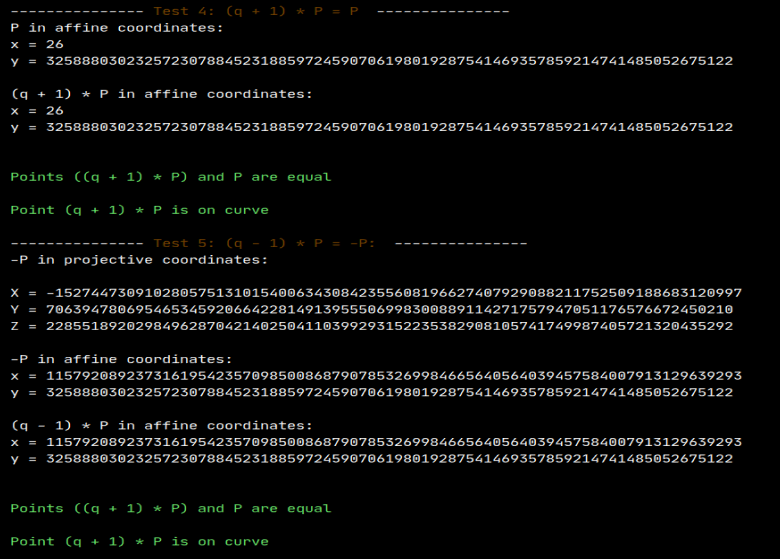 --------------- Test 4: (q + 1) * P = P  ---------------
P in affine coordinates:
x = 26
y = 32588803023257230788452318859724590706198019287541469357859214741485052675122
(q + 1) * P in affine coordinates:
x = 26
y = 32588803023257230788452318859724590706198019287541469357859214741485052675122
Points ((q + 1) * P) and P are equal
Point (q + 1) * P is on curve
--------------- Test 5: (q - 1) * P = -P:  ---------------
-P in projective coordinates:
X = -15274473091028057513101540063430842355608196627407929088211752509188683120997
Y = 70639478069546534592066422814913955506998300889114271757947051176576672450210
Z = 22855189202984962870421402504110399293152235382908105741749987405721320435292
-P in affine coordinates:
x = 115792089237316195423570985008687907853269984665640564039457584007913129639293
y = 32588803023257230788452318859724590706198019287541469357859214741485052675122
(q - 1) * P in affine coordinates:
x = 115792089237316195423570985008687907853269984665640564039457584007913129639293
y = 32588803023257230788452318859724590706198019287541469357859214741485052675122
Points ((q + 1) * P) and P are equal
Point (q + 1) * P is on curve